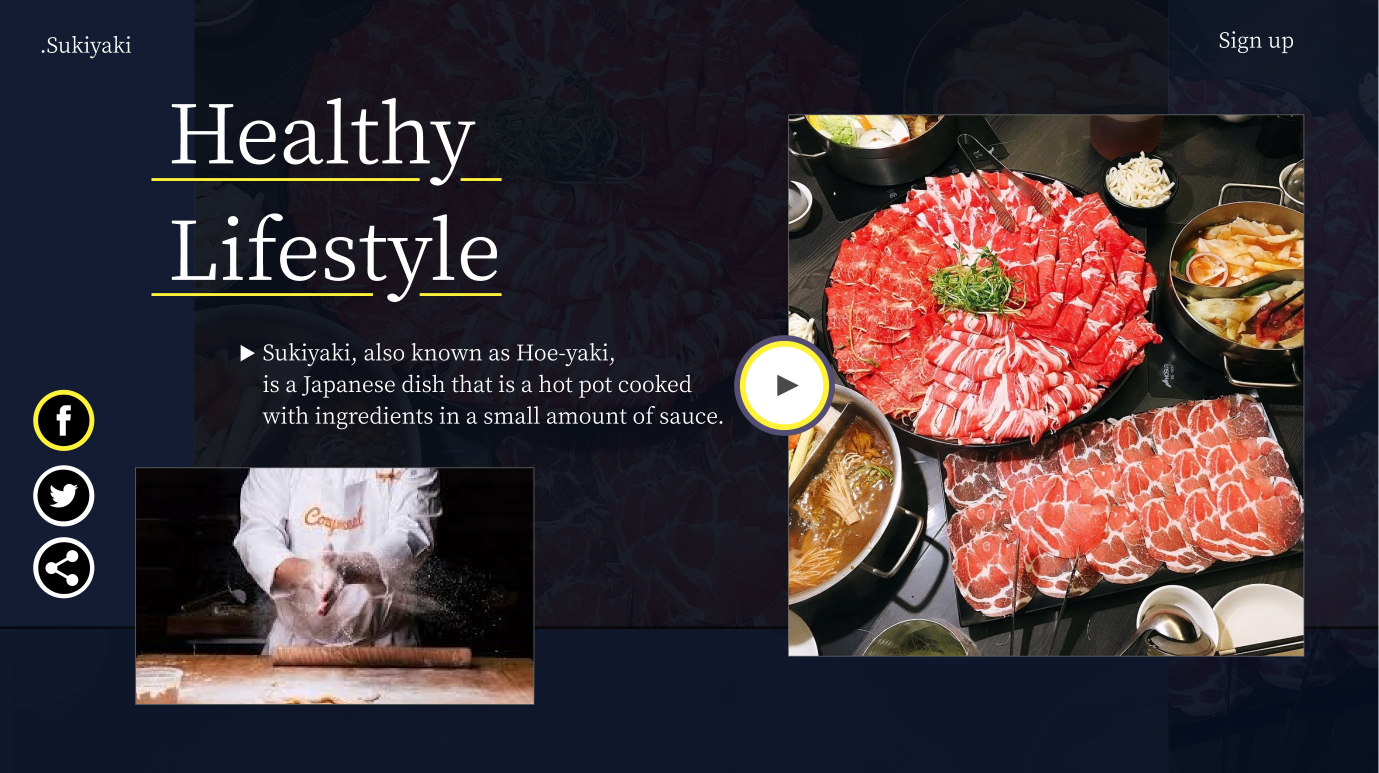 .Sukiyaki
Sign up
Healthy
Lifestyle
Sukiyaki, also known as Hoe-yaki,
is a Japanese dish that is a hot pot cooked
with ingredients in a small amount of sauce.